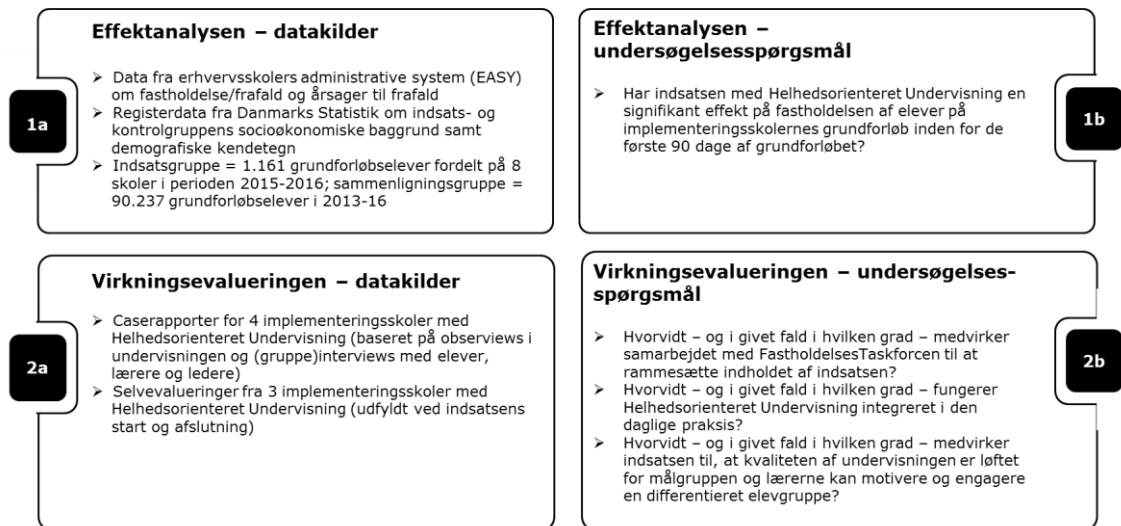 Effektanalysen – datakilder
➢ Data fra erhvervsskolers administrative system (EASY)
om fastholdelse/frafald og årsager til frafald
➢ Registerdata fra Danmarks Statistik om indsats- og
kontrolgruppens socioøkonomiske baggrund samt
demografiske kendetegn
➢ Indsatsgruppe = 1.161 grundforløbselever fordelt på 8
skoler i perioden 2015-2016; sammenligningsgruppe =
90.237 grundforløbselever i 2013-16
1a
Effektanalysen –
undersøgelsesspørgsmål
➢ Har indsatsen med Helhedsorienteret Undervisning en
signifikant effekt på fastholdelsen af elever på
implementeringsskolernes grundforløb inden for de
første 90 dage af grundforløbet?
1b
Virkningsevalueringen – datakilder
➢ Caserapporter for 4 implementeringsskoler med
Helhedsorienteret Undervisning (baseret på observiews i
undervisningen og (gruppe)interviews med elever,
lærere og ledere)
➢ Selvevalueringer fra 3 implementeringsskoler med
Helhedsorienteret Undervisning (udfyldt ved indsatsens
start og afslutning)
2a
Virkningsevalueringen – undersøgelses-
spørgsmål
➢ Hvorvidt – og i givet fald i hvilken grad – medvirker
samarbejdet med FastholdelsesTaskforcen til at
rammesætte indholdet af indsatsen?
➢ Hvorvidt – og i givet fald i hvilken grad – fungerer
Helhedsorienteret Undervisning integreret i den
daglige praksis?
➢ Hvorvidt – og i givet fald i hvilken grad – medvirker
indsatsen til, at kvaliteten af undervisningen er løftet
for målgruppen og lærerne kan motivere og engagere
en differentieret elevgruppe?
2b